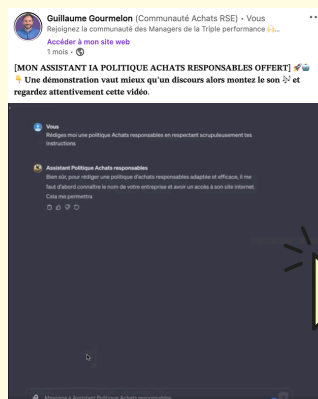 Guillaume Gourmelon (Communauté Achats RSE) • Vous
Rejoignez la communauté des Managers de la Triple performance 🙌...
Accéder à mon site web
1 mois •
[MON ASSISTANT IA POLITIQUE ACHATS RESPONSABLES OFFERT] 🚀🤖
👇 Une démonstration vaut mieux qu'un discours alors montez le son 🎶 et
regardez attentivement cette vidéo.
Vous
Rédiges moi une politique Achats responsables en respectant scrupuleusement tes
instructions
Assistant Politique Achats responsables
Bien sûr, pour rédiger une politique d'achats responsables adaptée et efficace, il me
faut d'abord connaître le nom de votre entreprise et avoir un accès à son site internet.
Cela me permettra
Message à Assistant Politique Achats responsables